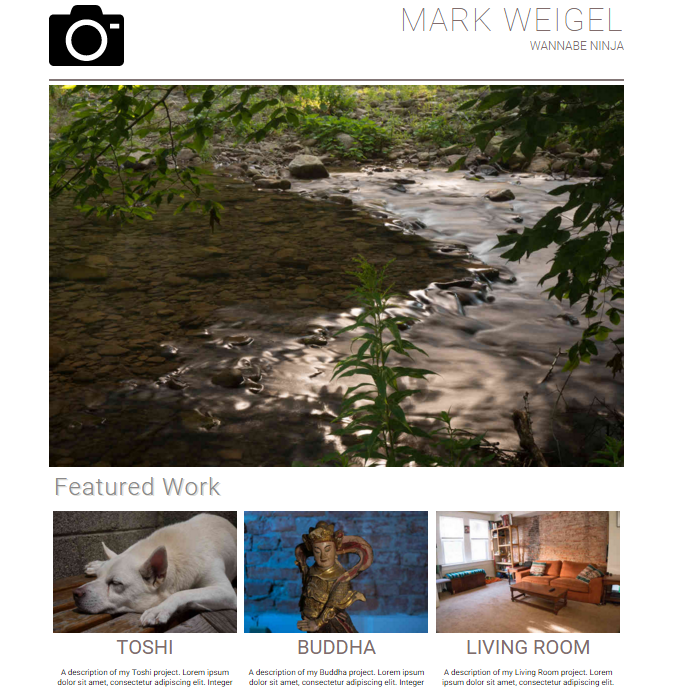 MARK WEIGEL
WANNABE NINJA
Featured Work
TOSHI
BUDDHA
LIVING ROOM
A description of my Toshi project. Lorem ipsum
dolor sit amet, consectetur adipiscing elit. Integer
A description of my Buddha project. Lorem ipsum
dolor sit amet, consectetur adipiscing elit. Integer
A description of my Living Room project. Lorem
ipsum dolor sit amet, consectetur adipiscing elit.